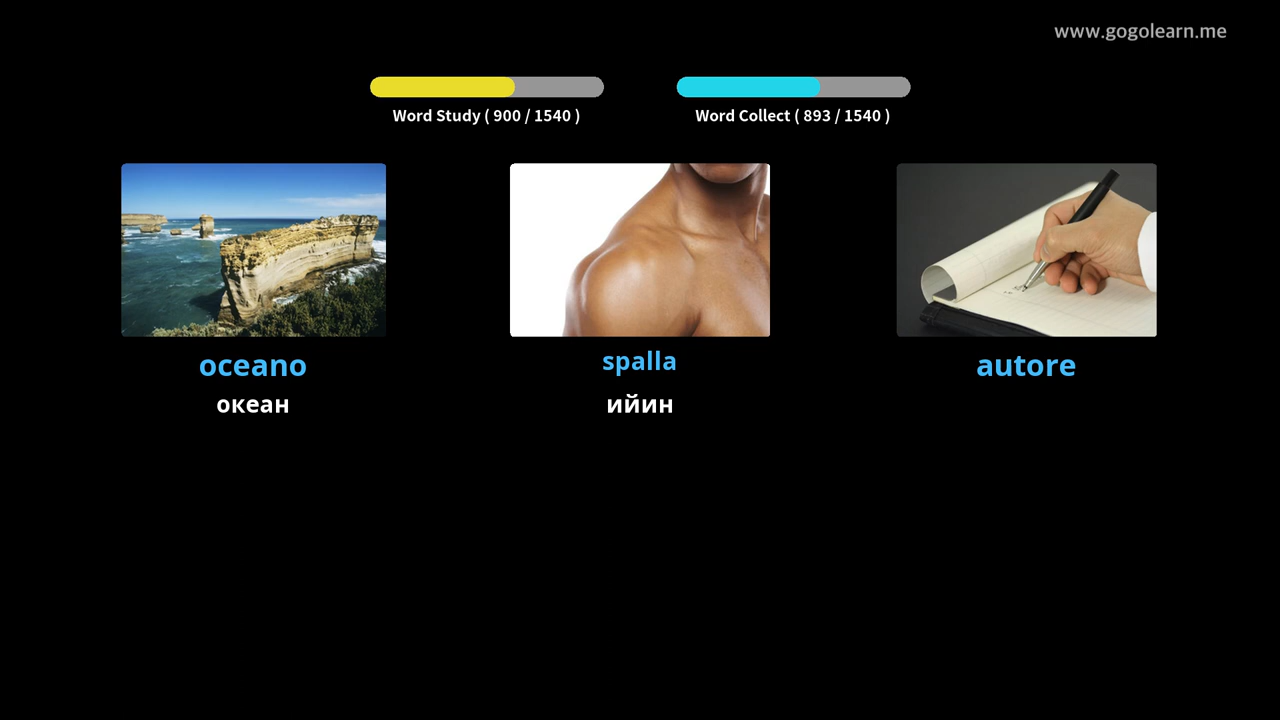 www.gogolearn.me
Word Study ( 900 / 1540 )
Word Collect ( 893 / 1540 )
oceano
океан
spalla
ийин
autore